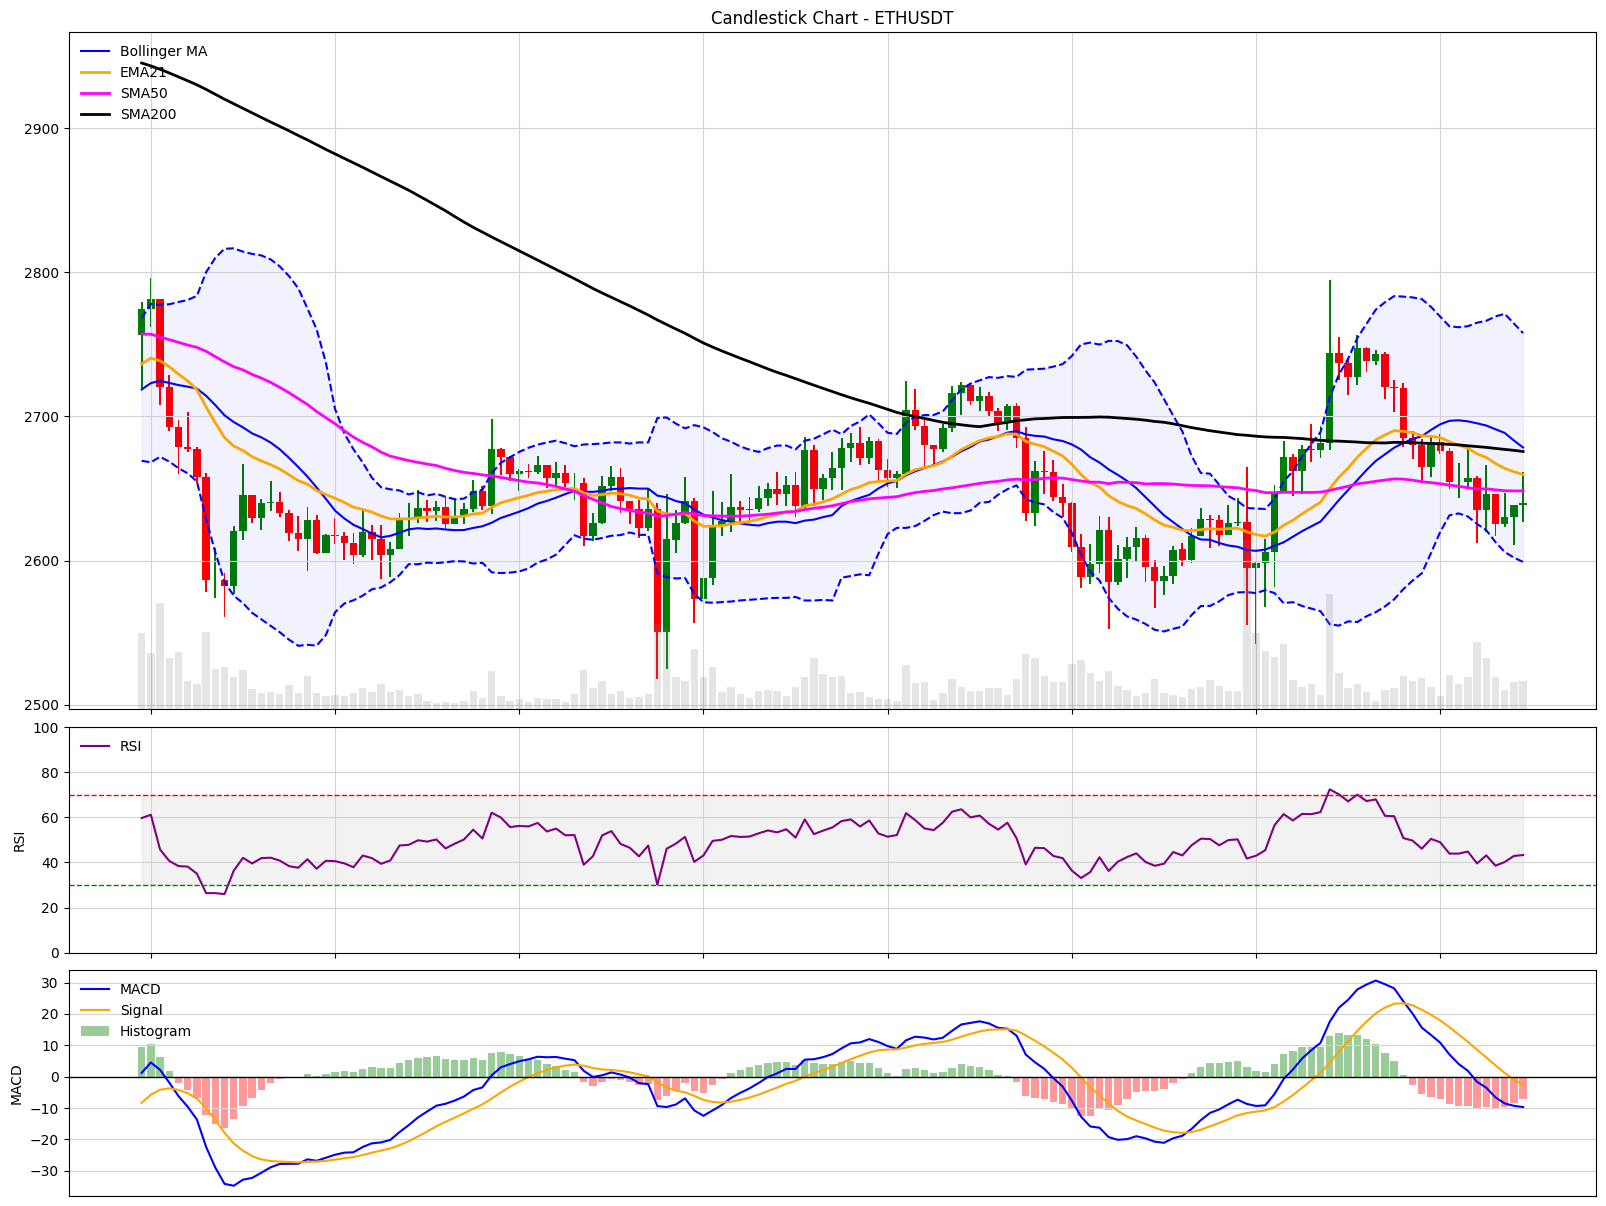 Candlestick Chart - ETHUSDT
Bollinger MA
EMA21
SMA50
SMA200
2900
2800
2700
2600
2500
100
RSI
80
60
RSI
40
20
0
30
MACD
20
Signal
Histogram
10
0
MACD
−10
−20
−30